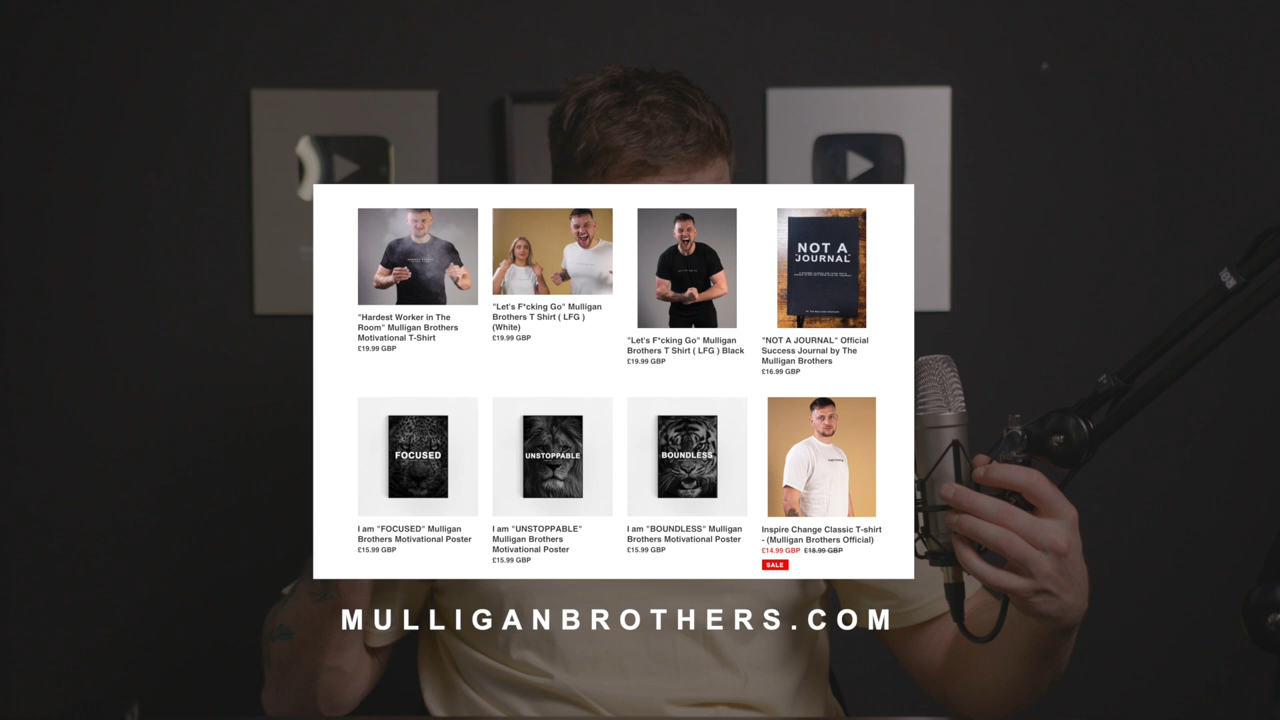 "Hardest Worker in The
Room" Mulligan Brothers
Motivational T-Shirt
£19.99 GBP
"Let's F*cking Go" Mulligan
Brothers T Shirt ( LFG )
(White)
£19.99 GBP
"Let's F*cking Go" Mulligan
Brothers T Shirt ( LFG ) Black
£19.99 GBP
NOT A
JOURNAL
"NOT A JOURNAL" Official
Success Journal by The
Mulligan Brothers
£16.99 GBP
FOCUSED
I am "FOCUSED" Mulligan
Brothers Motivational Poster
£15.99 GBP
UNSTOPPABLE
I am "UNSTOPPABLE"
Mulligan Brothers
Motivational Poster
£15.99 GBP
BOUNDLESS
I am "BOUNDLESS" Mulligan
Brothers Motivational Poster
£15.99 GBP
Inspire Change Classic T-shirt
- (Mulligan Brothers Official)
£14.99 GBP £18.99 GBP
SALE
MULLIGANBROTHERS.COM